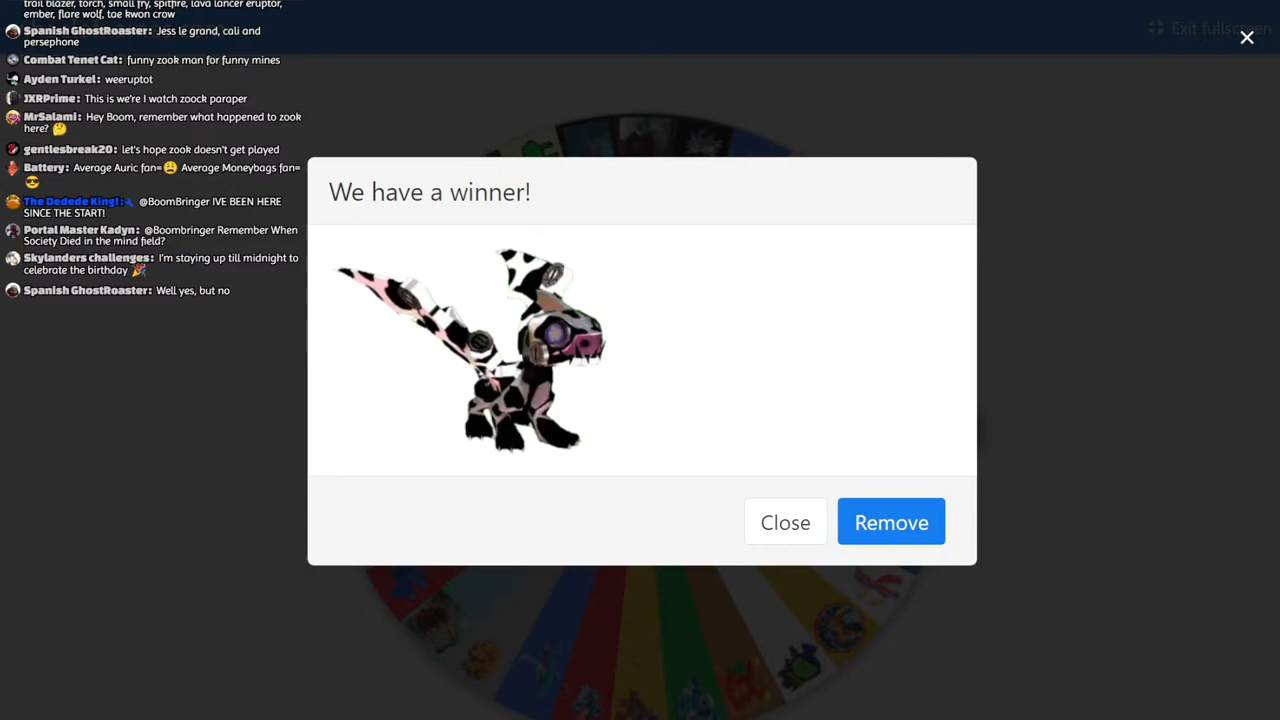 trail blazer, torch, small fry, spitfire, lava lancer eruptor,
ember, flare wolf, tae kwon crow
Spanish GhostRoaster: Jess le grand, cali and
persephone
Combat Tenet Cat: funny zook man for funny mines
Ayden Turkel: weeruptot
JXRPrime: This is we're I watch zoock paraper
MrSalami: Hey Boom, remember what happened to zook
here? 🤔
gentlesbreak20: let's hope zook doesn't get played
Battery: Average Auric fan=😩 Average Moneybags fan=
😎
The Dedede King!: @BoomBringer IVE BEEN HERE
SINCE THE START!
Portal Master Kadyn: @Boombringer Remember When
Society Died in the mind field?
Skylanders challenges: I'm staying up till midnight to
celebrate the birthday 🎉
Spanish GhostRoaster: Well yes, but no
Exit fullscreen
×
We have a winner!
Close
Remove